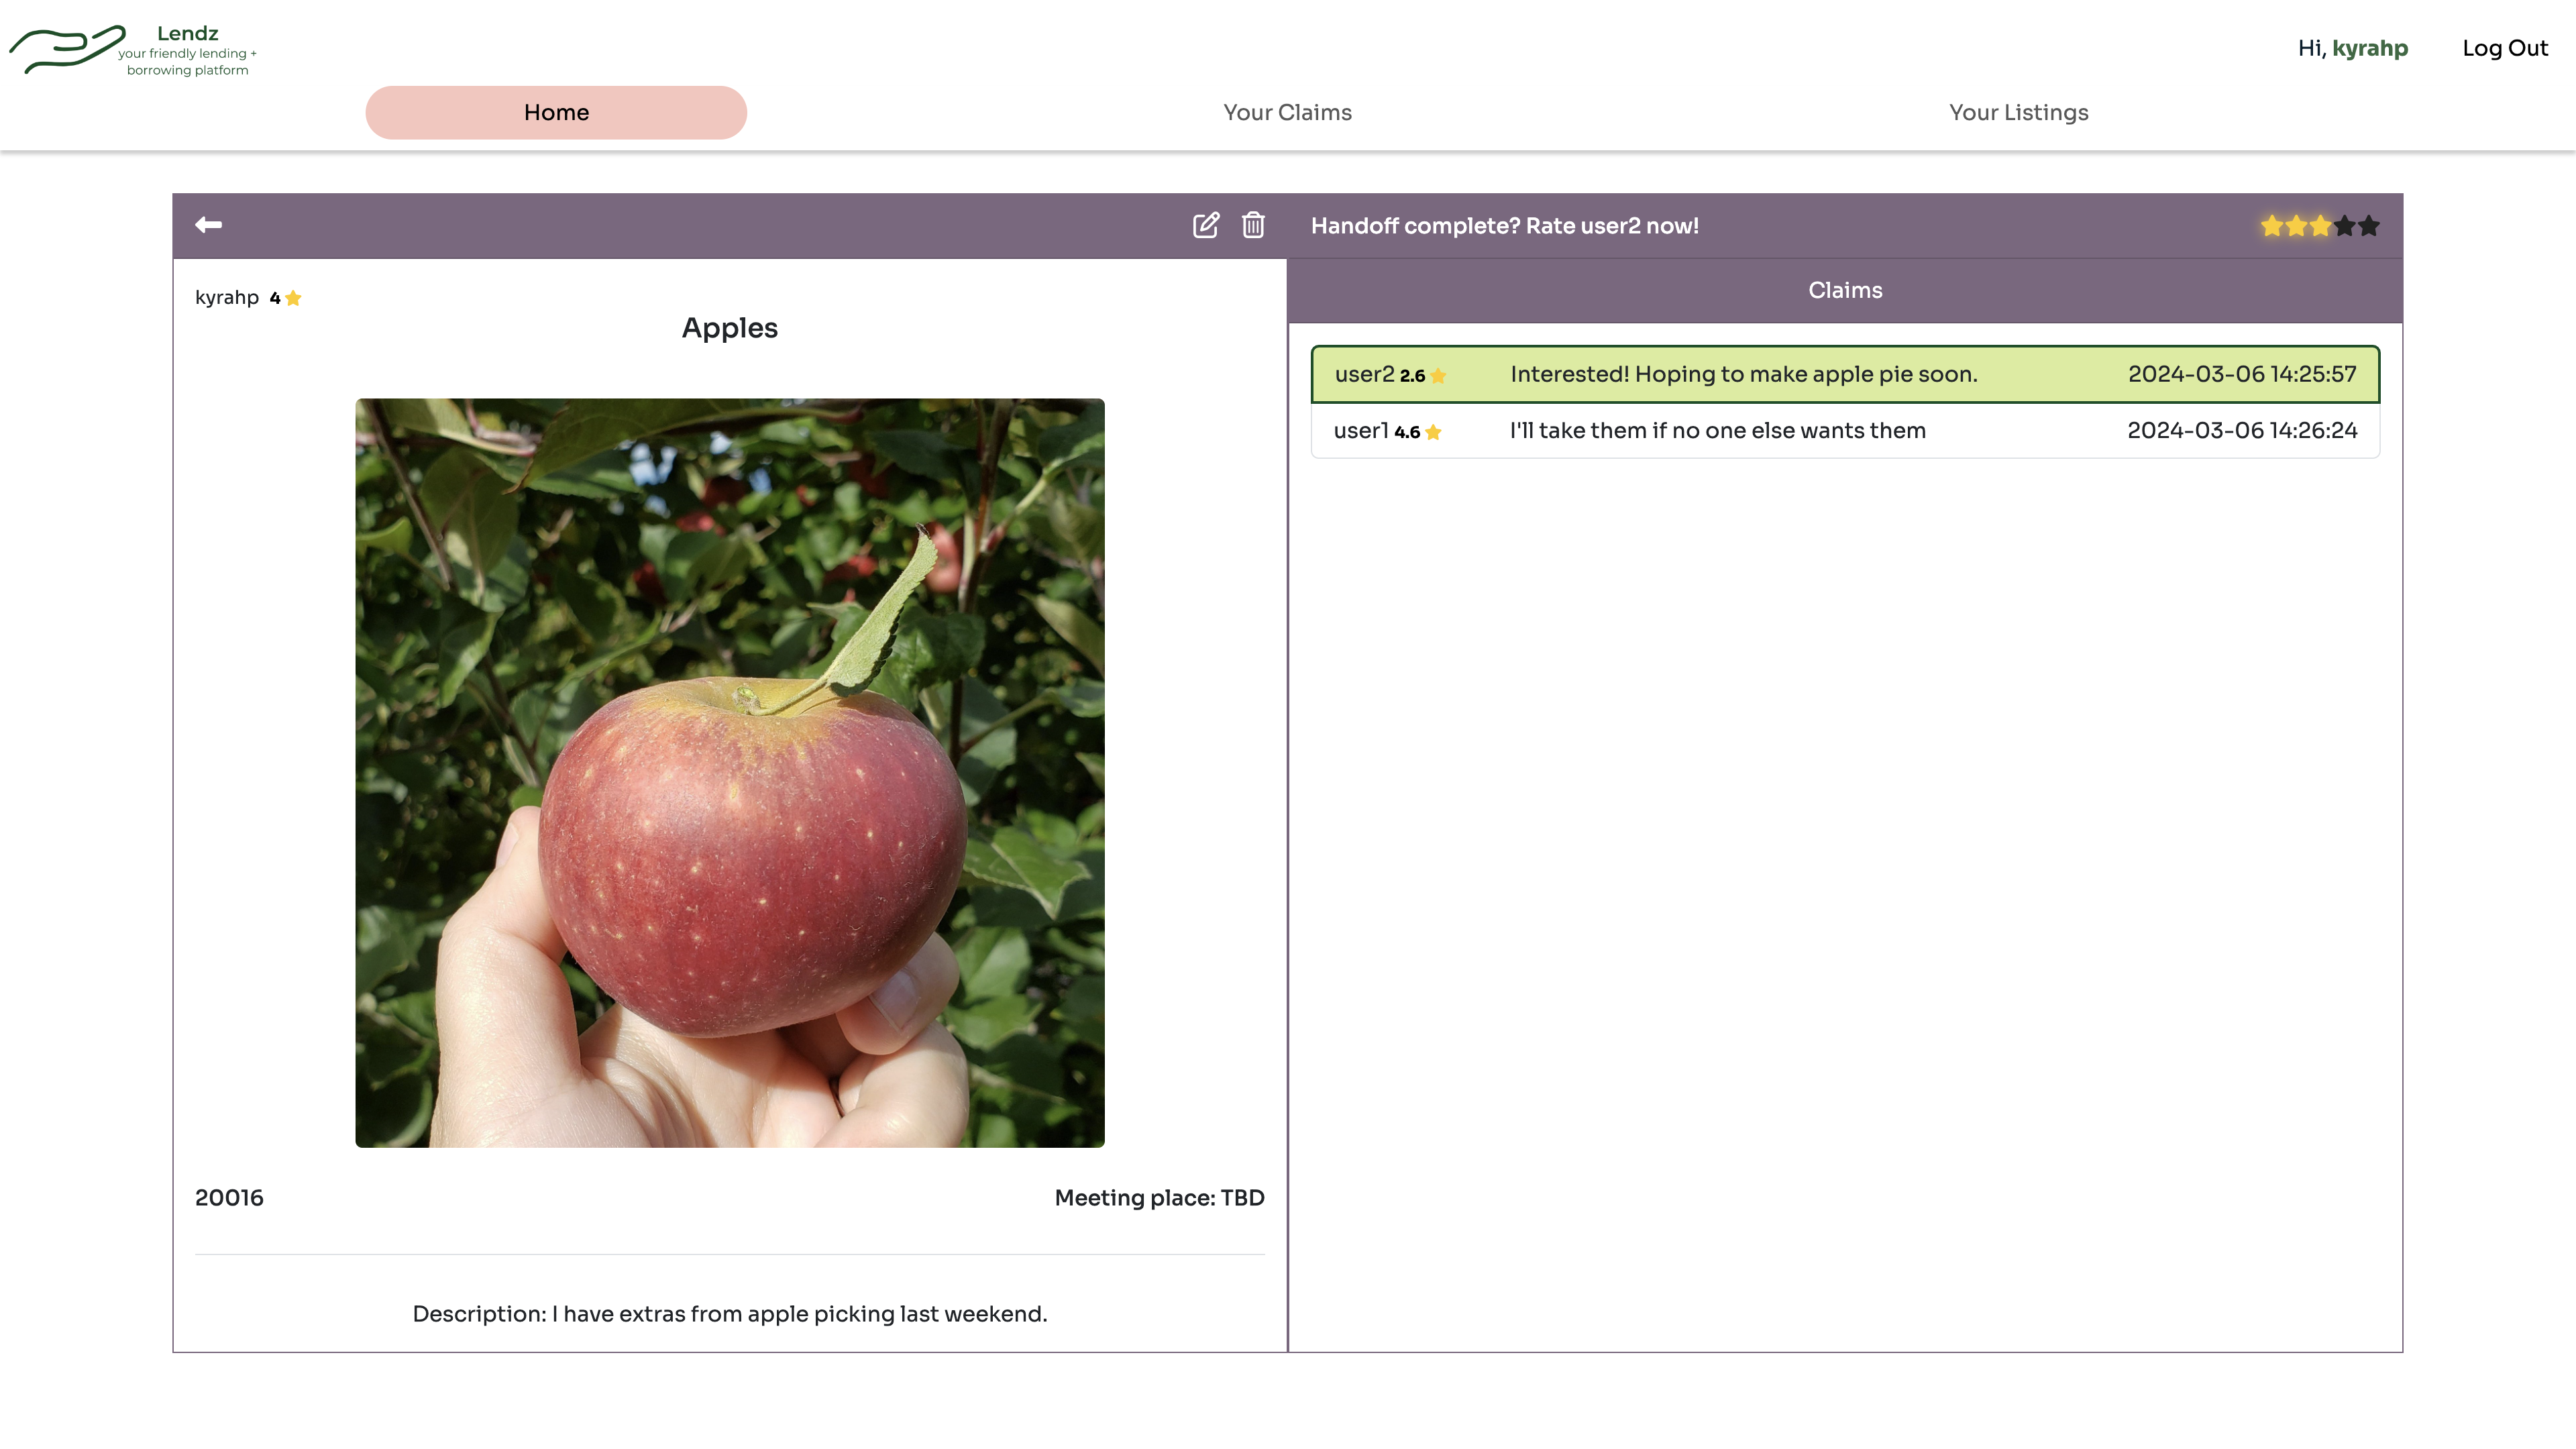 Lendz
your friendly lending +
borrowing platform
Hi, kyrahp
Log Out
Home
Your Claims
Your Listings
Handoff complete? Rate user2 now!
kyrahp 4
Apples
20016
Meeting place: TBD
Description: I have extras from apple picking last weekend.
Claims
user2 2.6 Interested! Hoping to make apple pie soon. 2024-03-06 14:25:57
user1 4.6 I'll take them if no one else wants them 2024-03-06 14:26:24